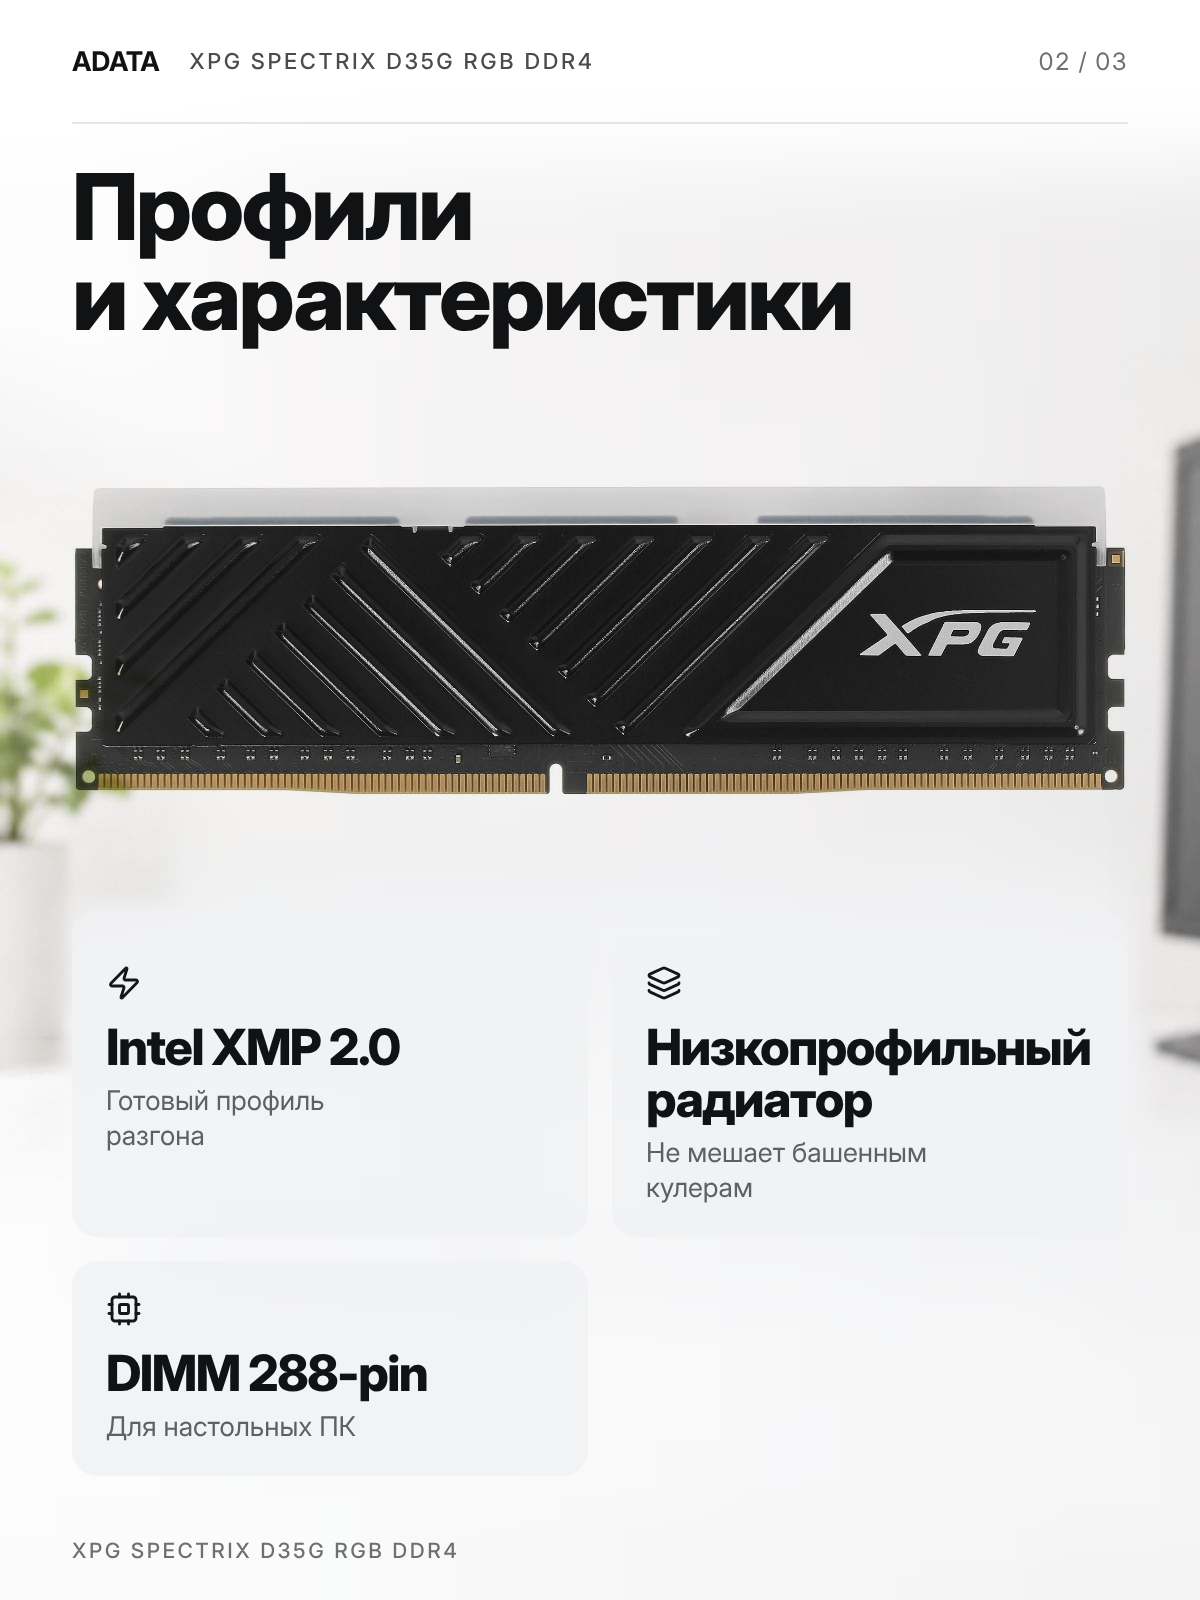 ADATA XPG SPECTRIX D35G RGB DDR4 02 / 03
Профили
и характеристики
XPG
Intel XMP 2.0
Готовый профиль
разгона
Низкопрофильный
радиатор
Не мешает башенным
кулерам
DIMM 288-pin
Для настольных ПК
XPG SPECTRIX D35G RGB DDR4